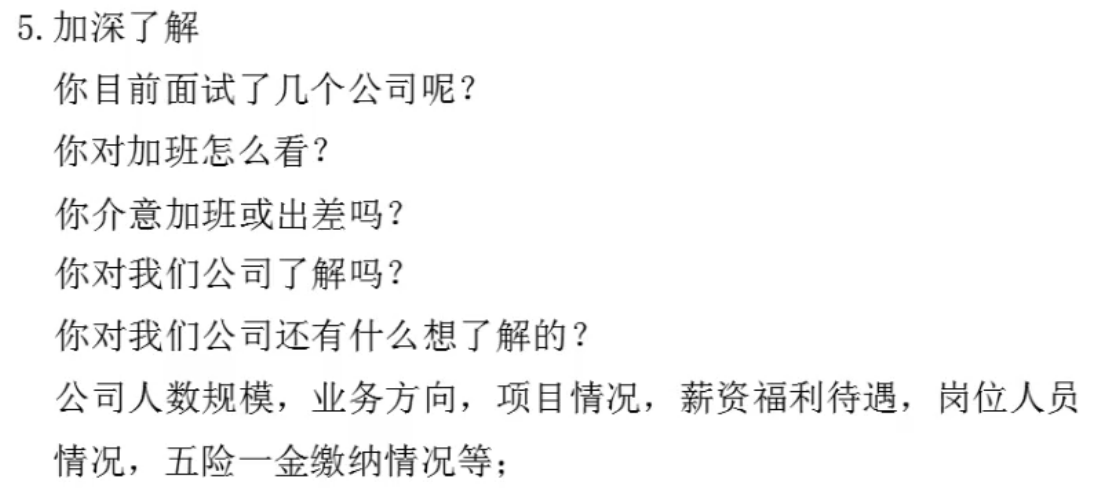 5. 加深了解
你目前面试了几个公司呢？
你对加班怎么看？
你介意加班或出差吗？
你对我们公司了解吗？
你对我们公司还有什么想了解的？
公司人数规模，业务方向，项目情况，薪资福利待遇，岗位人员
情况，五险一金缴纳情况等；